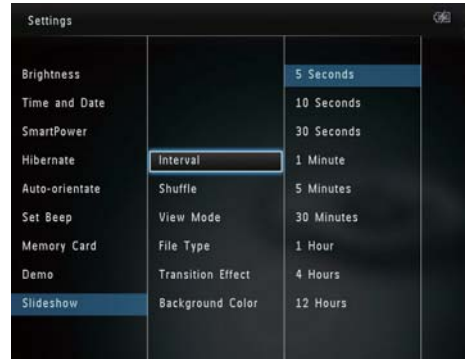 Settings
Brightness
Time and Date
SmartPower
Hibernate
Auto-orientate
Set Beep
Memory Card
Demo
Slideshow
Interval
Shuffle
View Mode
File Type
Transition Effect
Background Color
5 Seconds
10 Seconds
30 Seconds
1 Minute
5 Minutes
30 Minutes
1 Hour
4 Hours
12 Hours